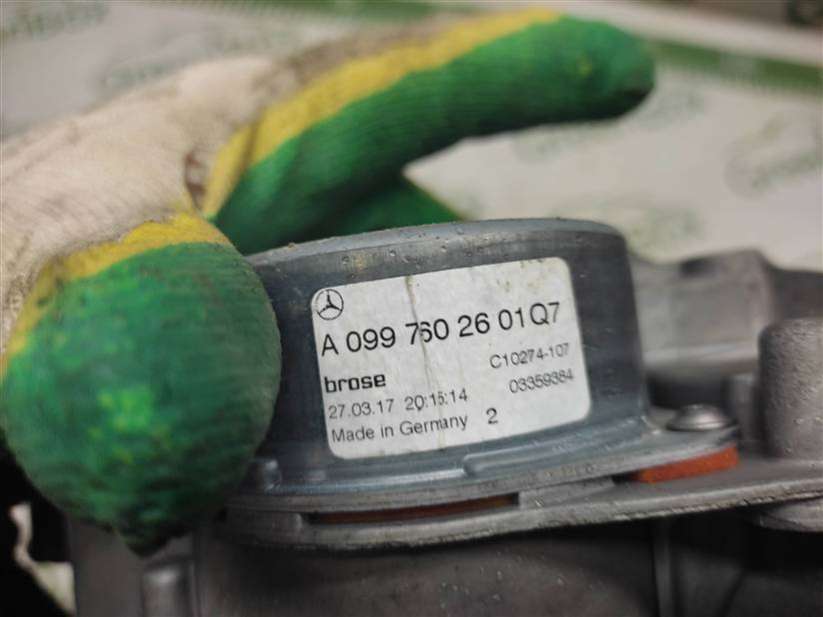 A 099 760 26 01Q7
brose
C10274-107
27.03.17 20:15:14
03359384
Made in Germany 2